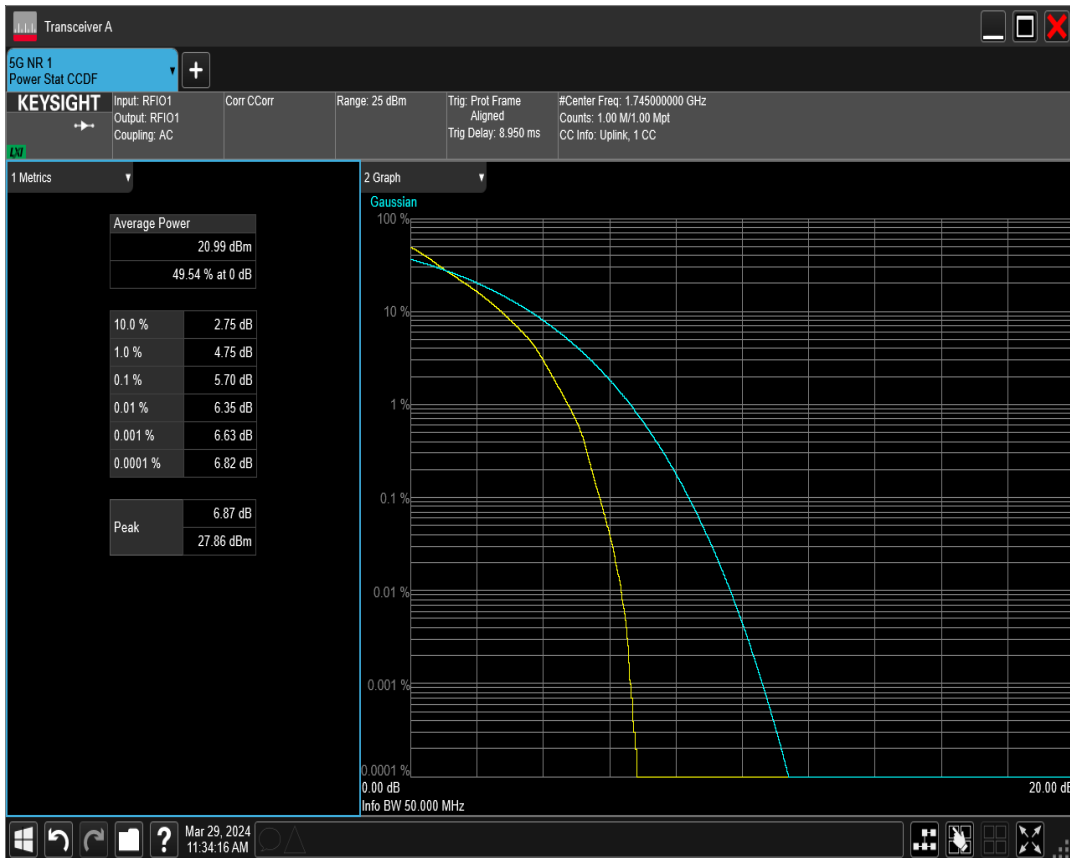 Transceiver A
5G NR 1
Power Stat CCDF
+
KEYSIGHT
LXI
Input: RFIO1
Output: RFIO1
Coupling: AC
Corr CCorr
Range: 25 dBm
Trig: Prot Frame
Aligned
Trig Delay: 8.950 ms
#Center Freq: 1.745000000 GHz
Counts: 1.00 M/1.00 Mpt
CC Info: Uplink, 1 CC
1 Metrics
Average Power
20.99 dBm
49.54 % at 0 dB
10.0 % 2.75 dB
1.0 % 4.75 dB
0.1 % 5.70 dB
0.01 % 6.35 dB
0.001 % 6.63 dB
0.0001 % 6.82 dB
Peak 6.87 dB
27.86 dBm
2 Graph
Gaussian
100 %
10 %
1 %
0.1 %
0.01 %
0.001 %
0.0001 %
0.00 dB 20.00 dB
Info BW 50.000 MHz
?
Mar 29, 2024
11:34:16 AM